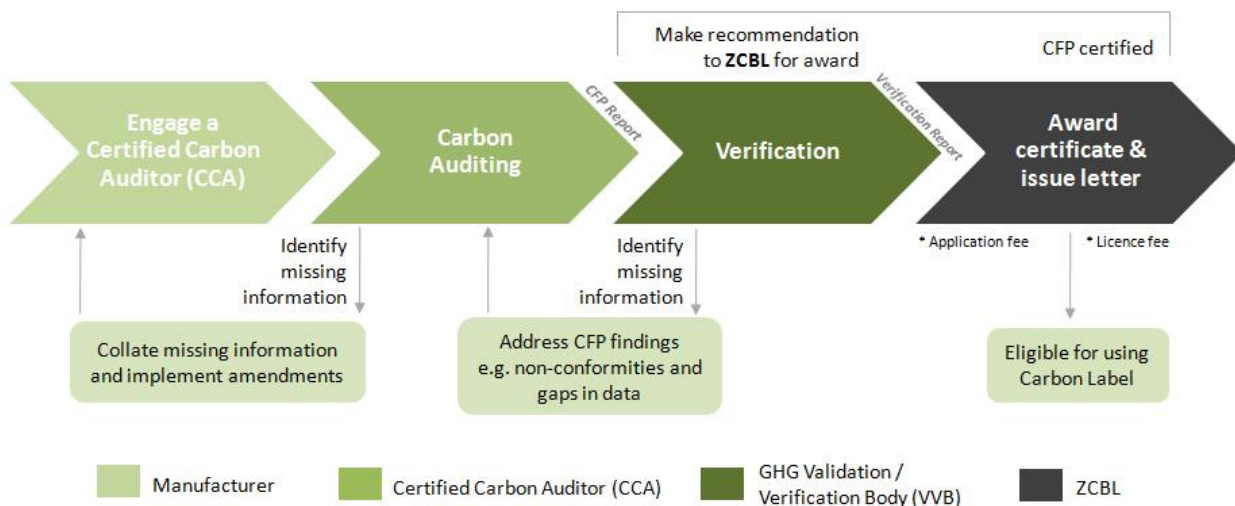 Make recommendation
to ZCBL for award
CFP certified
Engage a
Certified Carbon
Auditor (CCA)
Carbon
Auditing
CFP Report
Verification
Verification Report
Award
certificate &
issue letter
* Application fee
* Licence fee
Identify
missing
information
Identify
missing
information
Collate missing information
and implement amendments
Address CFP findings
e.g. non-conformities and
gaps in data
Eligible for using
Carbon Label
Manufacturer
Certified Carbon Auditor (CCA)
GHG Validation /
Verification Body (VVB)
ZCBL